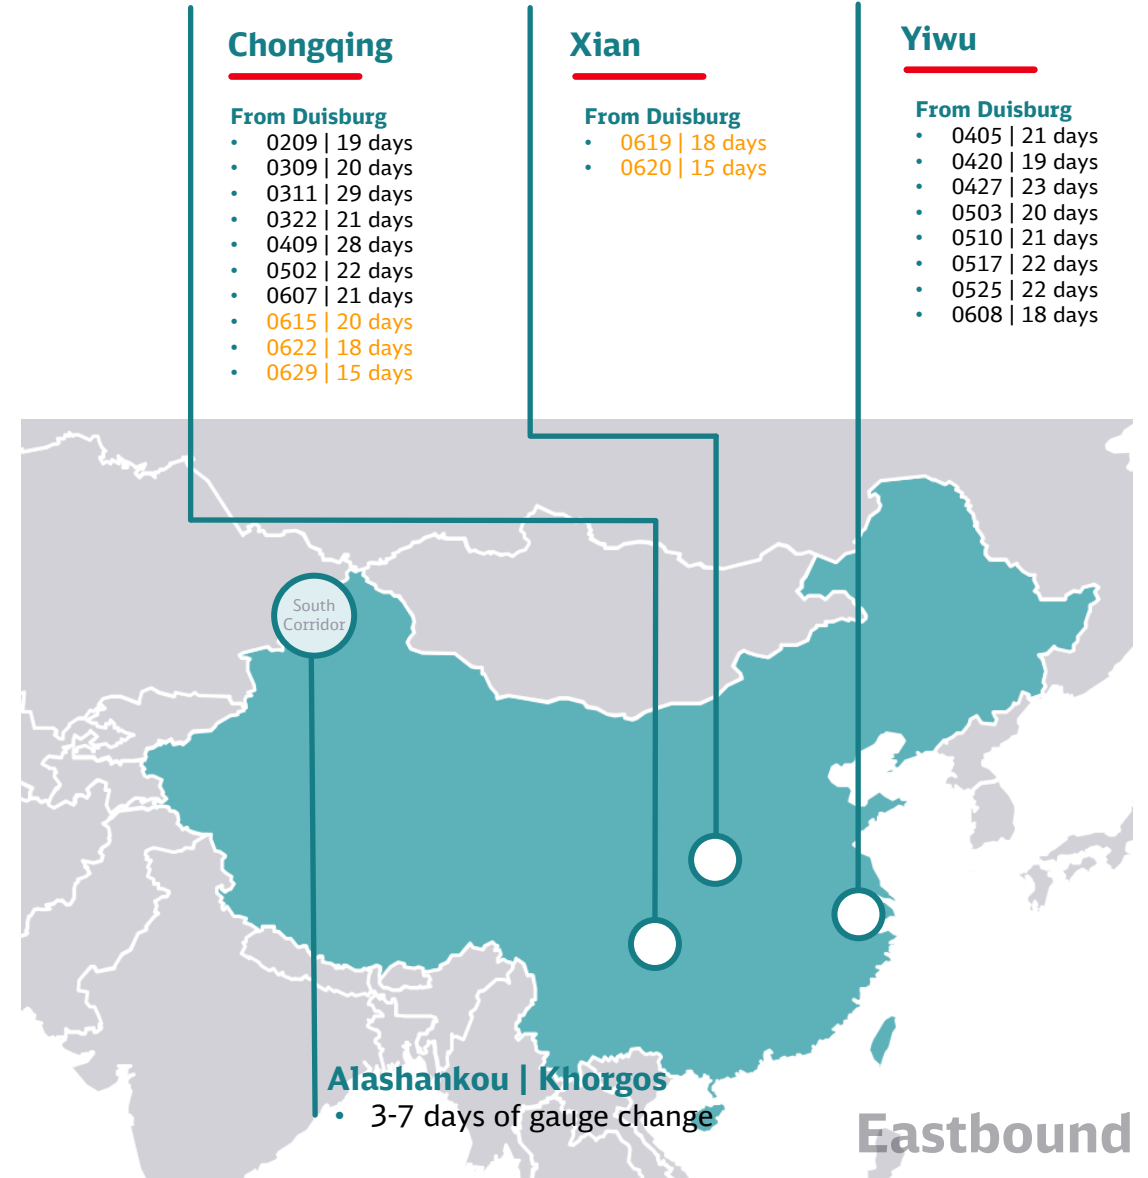 Chongqing
From Duisburg
• 0209 | 19 days
• 0309 | 20 days
• 0311 | 29 days
• 0322 | 21 days
• 0409 | 28 days
• 0502 | 22 days
• 0607 | 21 days
• 0615 | 20 days
• 0622 | 18 days
• 0629 | 15 days
Xian
From Duisburg
• 0619 | 18 days
• 0620 | 15 days
Yiwu
From Duisburg
• 0405 | 21 days
• 0420 | 19 days
• 0427 | 23 days
• 0503 | 20 days
• 0510 | 21 days
• 0517 | 22 days
• 0525 | 22 days
• 0608 | 18 days
South
Corridor
Alashankou | Khorgos
• 3-7 days of gauge change
Eastbound